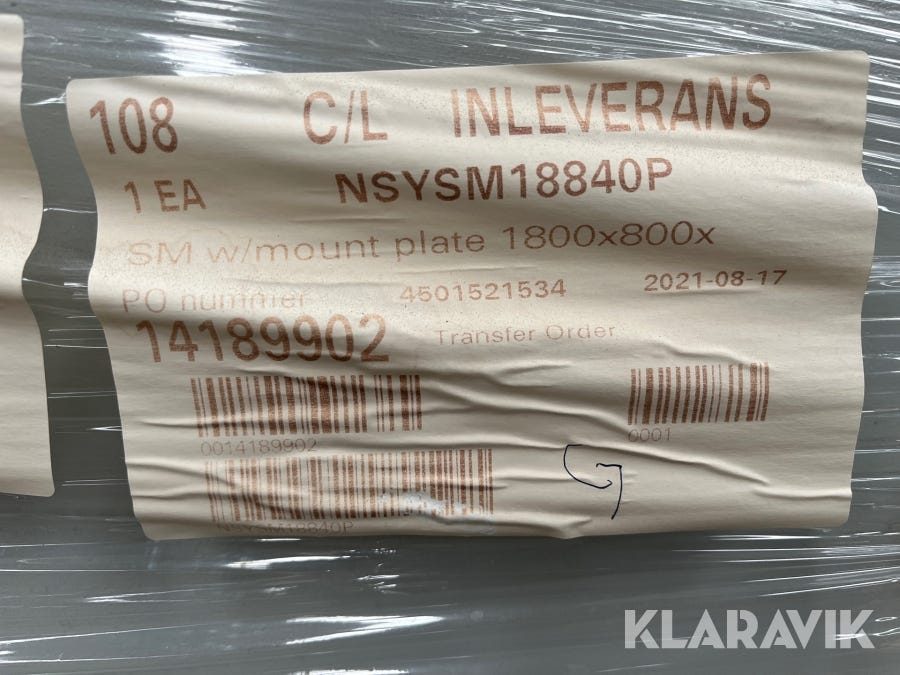 108 C/L INLEVERANS
1 EA NSYSM18840P
SM w/mount plate 1800x800x
PO nummer 4501521534 2021-08-17
14189902 Transfer Order
0014189902
0001
G
NSYSM18840P
KLARAVIK